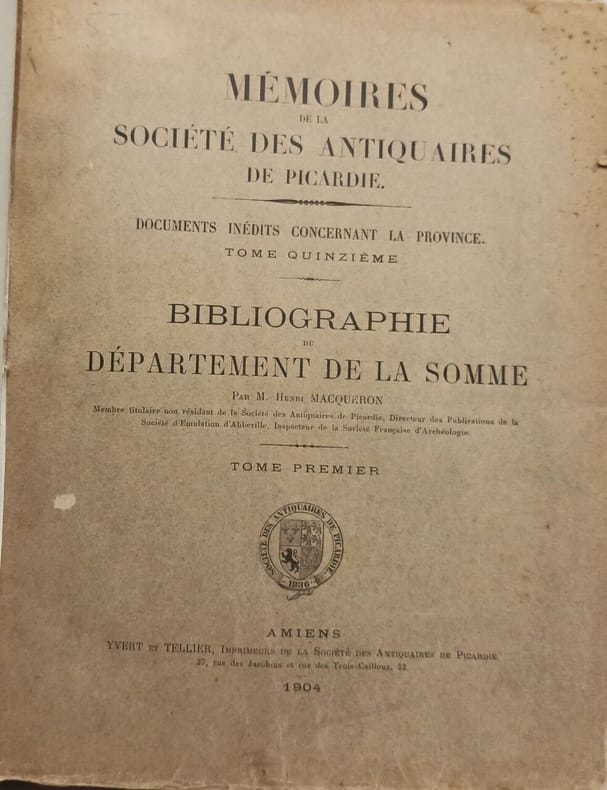 MÉMOIRES
DE LA
SOCIÉTÉ DES ANTIQUAIRES
DE PICARDIE.
DOCUMENTS INÉDITS CONCERNANT LA PROVINCE.
TOME QUINZIÈME
BIBLIOGRAPHIE
DU
DÉPARTEMENT DE LA SOMME
PAR M. HENRI MACQUERON
Membre titulaire non résidant de la Société des Antiquaires de Picardie, Directeur des Publications de la
Société d'Émulation d'Abbeville, Inspecteur de la Société Française d'Archéologie.
TOME PREMIER
SOCIÉTÉ DES ANTIQUAIRES DE PICARDIE.
1836
AMIENS
YVERT ET TELLIER, IMPRIMEURS DE LA SOCIÉTÉ DES ANTIQUAIRES DE PICARDIE
37, rue des Jacobins et rue des Trois-Cailloux, 52
1904